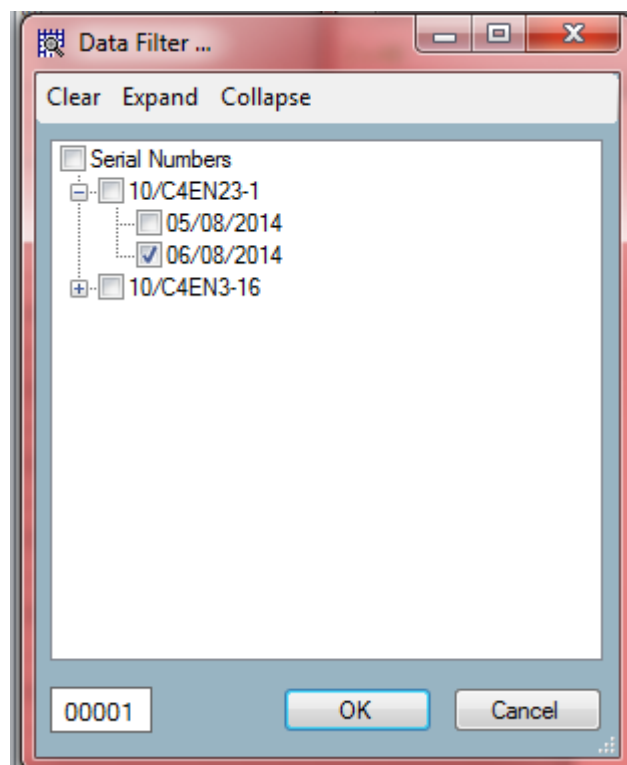 Data Filter ...
Clear Expand Collapse
Serial Numbers
10/C4EN23-1
05/08/2014
06/08/2014
10/C4EN3-16
00001 OK Cancel